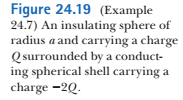 Figure 24.19 (Example
24.7) An insulating sphere of
radius a and carrying a charge
Q surrounded by a conduct-
ing spherical shell carrying a
charge −2Q.